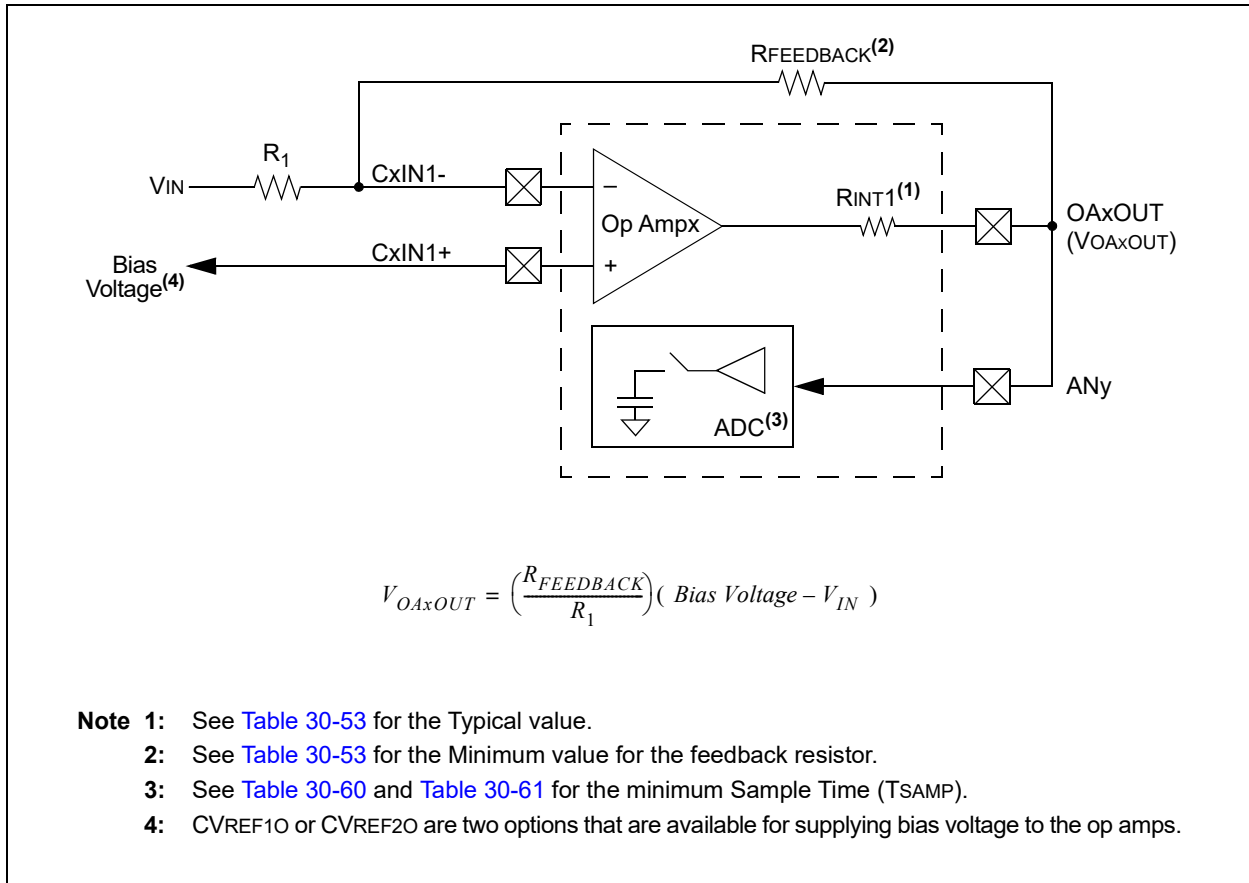 RFEEDBACK(2)
R1
VIN
CxIN1-
–
Op Ampx
RINT1(1)
OAxOUT
(VOAxOUT)
CxIN1+
+
Bias
Voltage(4)
ADC(3)
ANy
V_OAxOUT = (R_FEEDBACK / R_1) ( Bias Voltage – V_IN )
Note 1: See Table 30-53 for the Typical value.
2: See Table 30-53 for the Minimum value for the feedback resistor.
3: See Table 30-60 and Table 30-61 for the minimum Sample Time (TSAMP).
4: CVREF1O or CVREF2O are two options that are available for supplying bias voltage to the op amps.